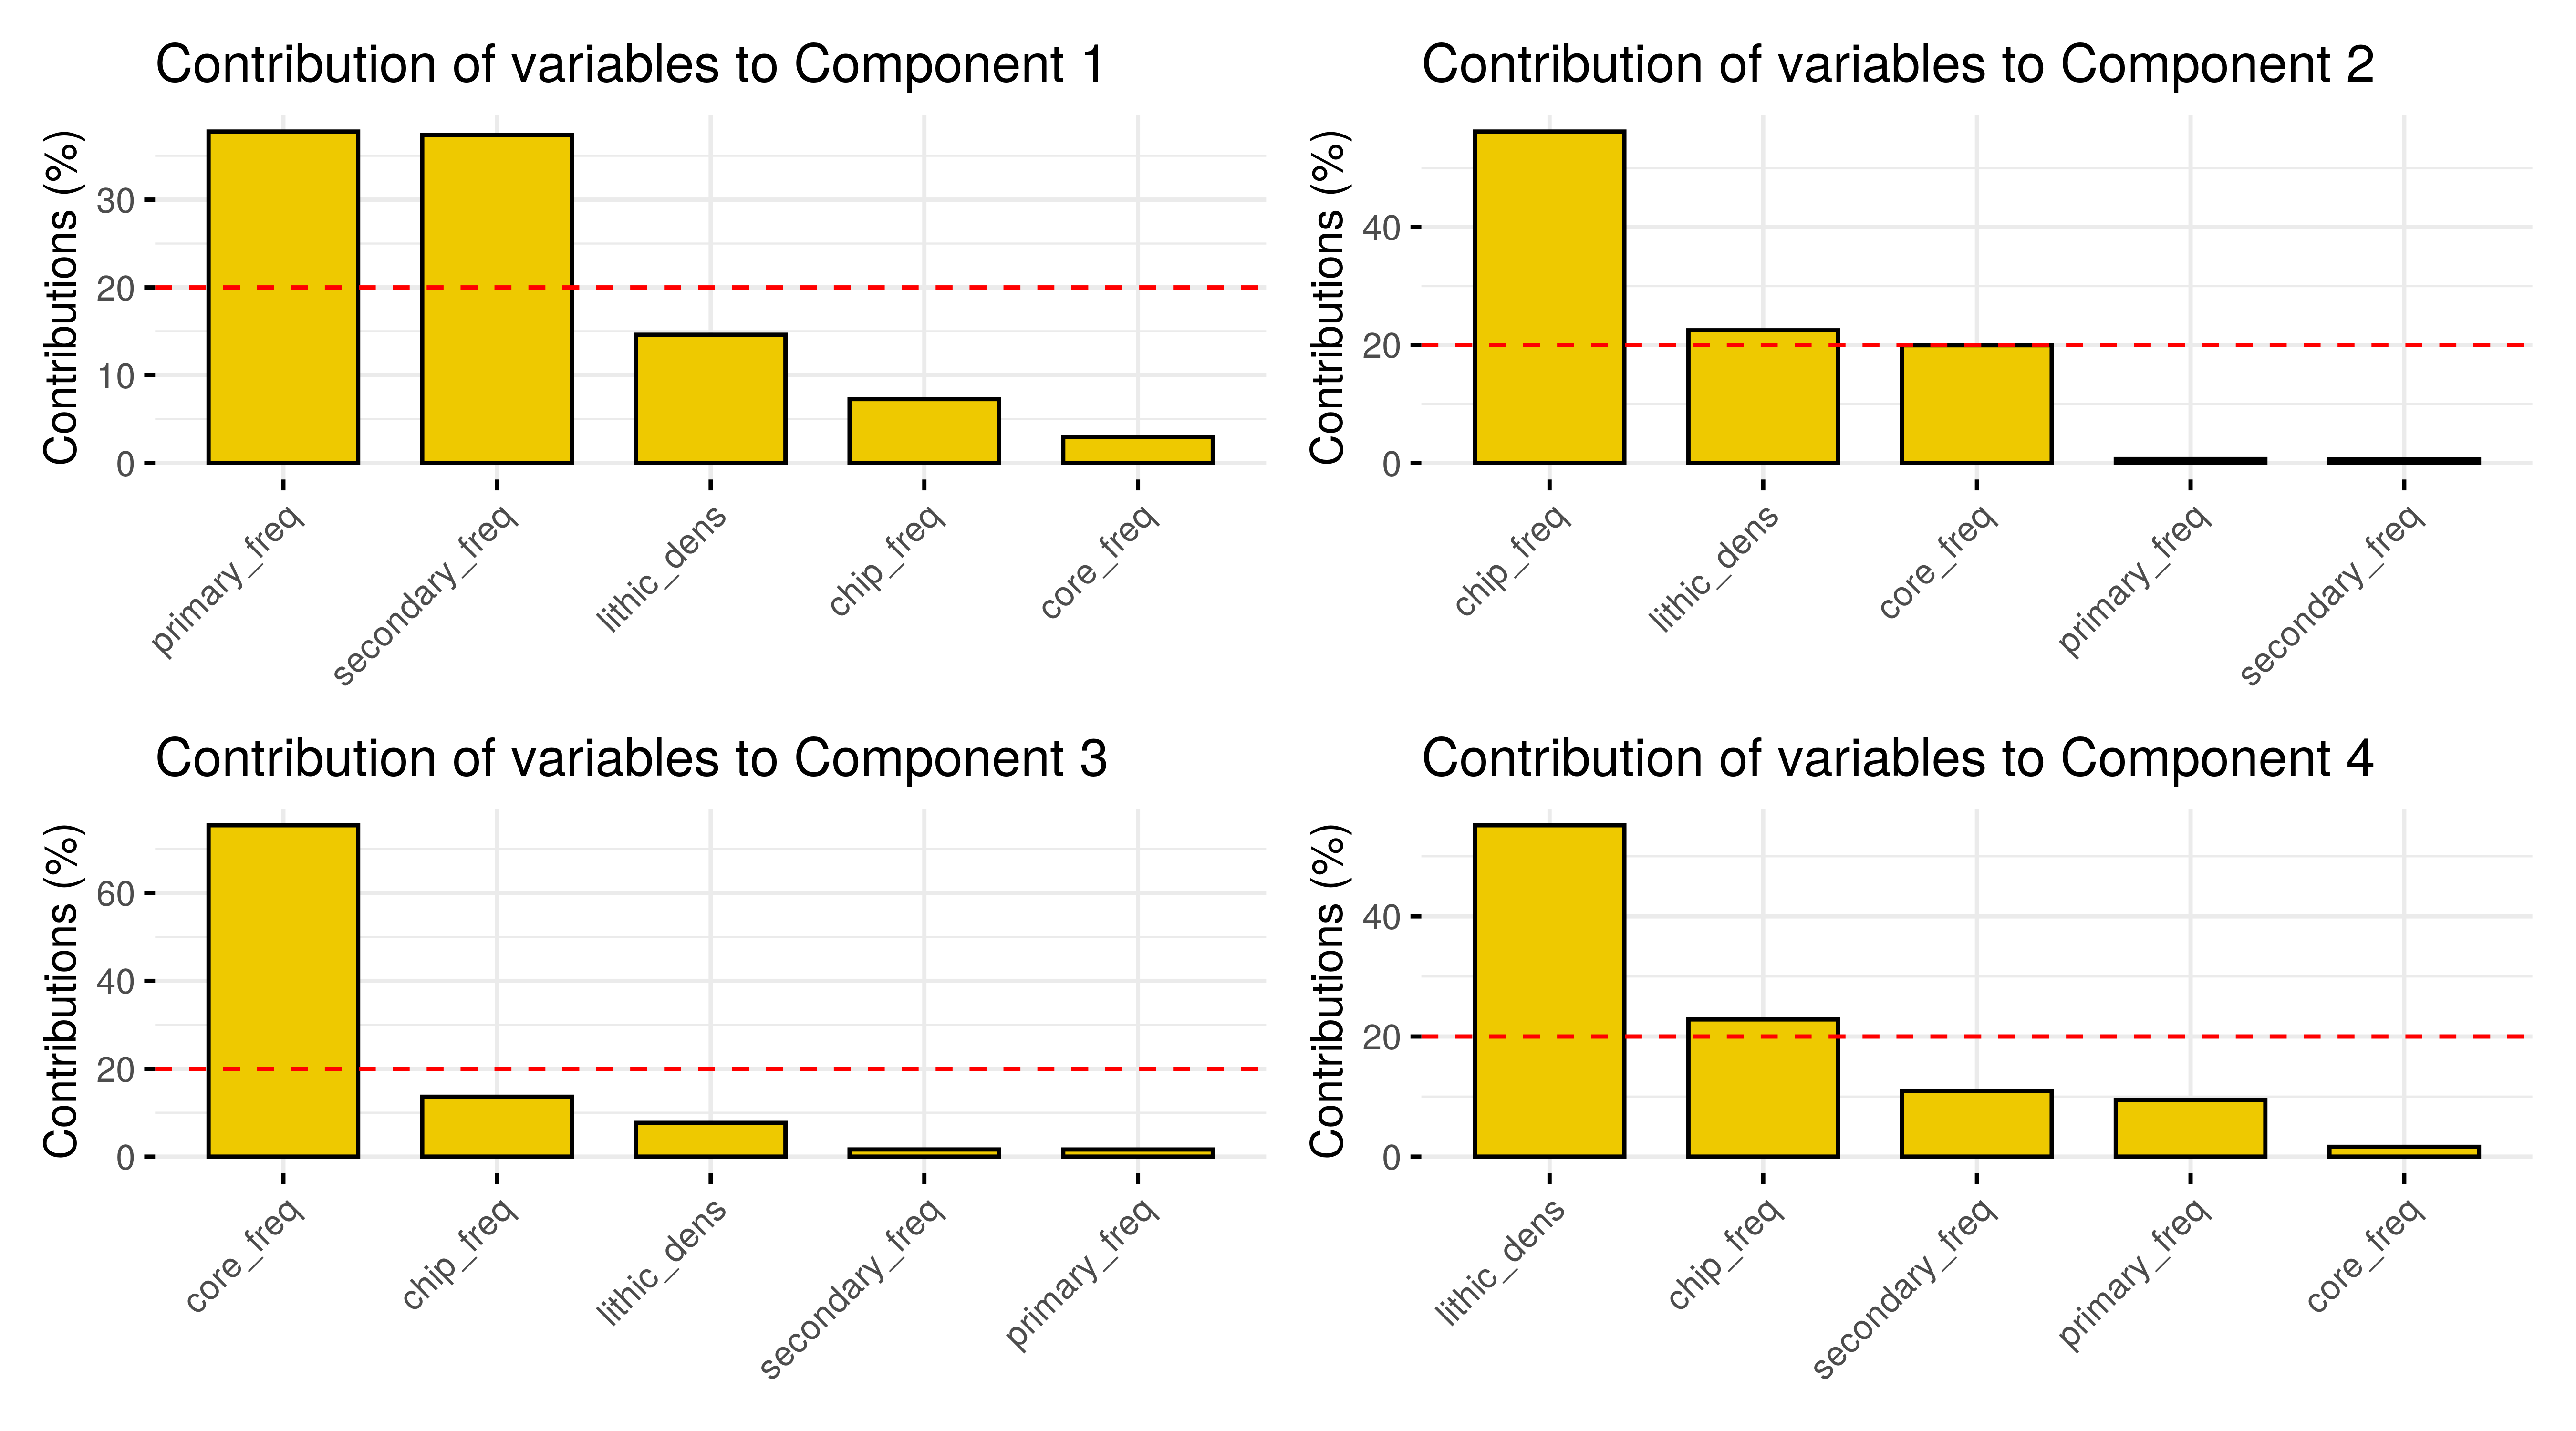 Contribution of variables to Component 1
Contributions (%)
30
20
10
0
primary_freq
secondary_freq
lithic_dens
chip_freq
core_freq
Contribution of variables to Component 2
Contributions (%)
40
20
0
chip_freq
lithic_dens
core_freq
primary_freq
secondary_freq
Contribution of variables to Component 3
Contributions (%)
60
40
20
0
core_freq
chip_freq
lithic_dens
secondary_freq
primary_freq
Contribution of variables to Component 4
Contributions (%)
40
20
0
lithic_dens
chip_freq
secondary_freq
primary_freq
core_freq